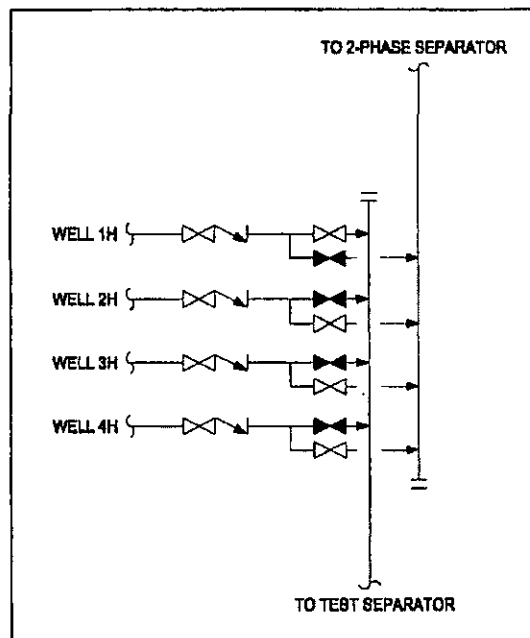 TO 2-PHASE SEPARATOR
WELL 1H
WELL 2H
WELL 3H
WELL 4H
TO TEST SEPARATOR